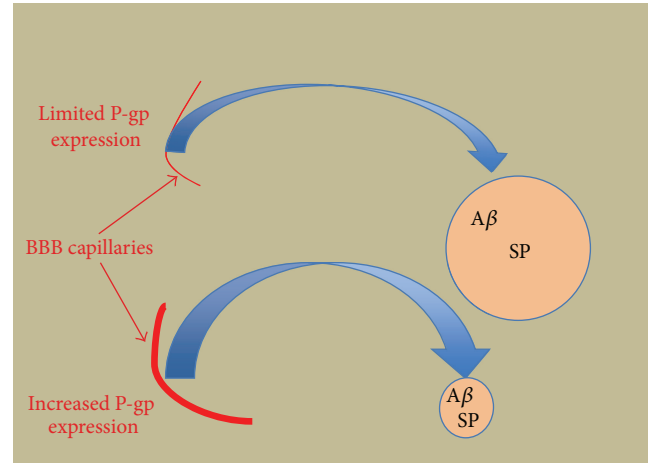 Limited P-gp
expression
Aβ
SP
BBB capillaries
Increased P-gp
expression
Aβ
SP